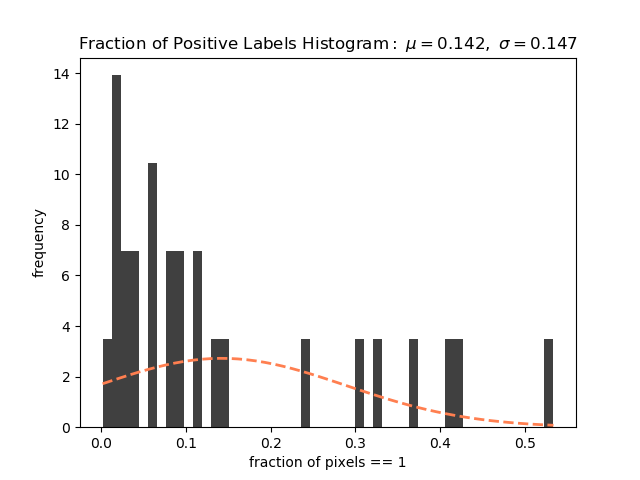 Fraction of Positive Labels Histogram : μ = 0.142, σ = 0.147
14
12
10
8
6
4
2
0
frequency
0.0 0.1 0.2 0.3 0.4 0.5
fraction of pixels == 1